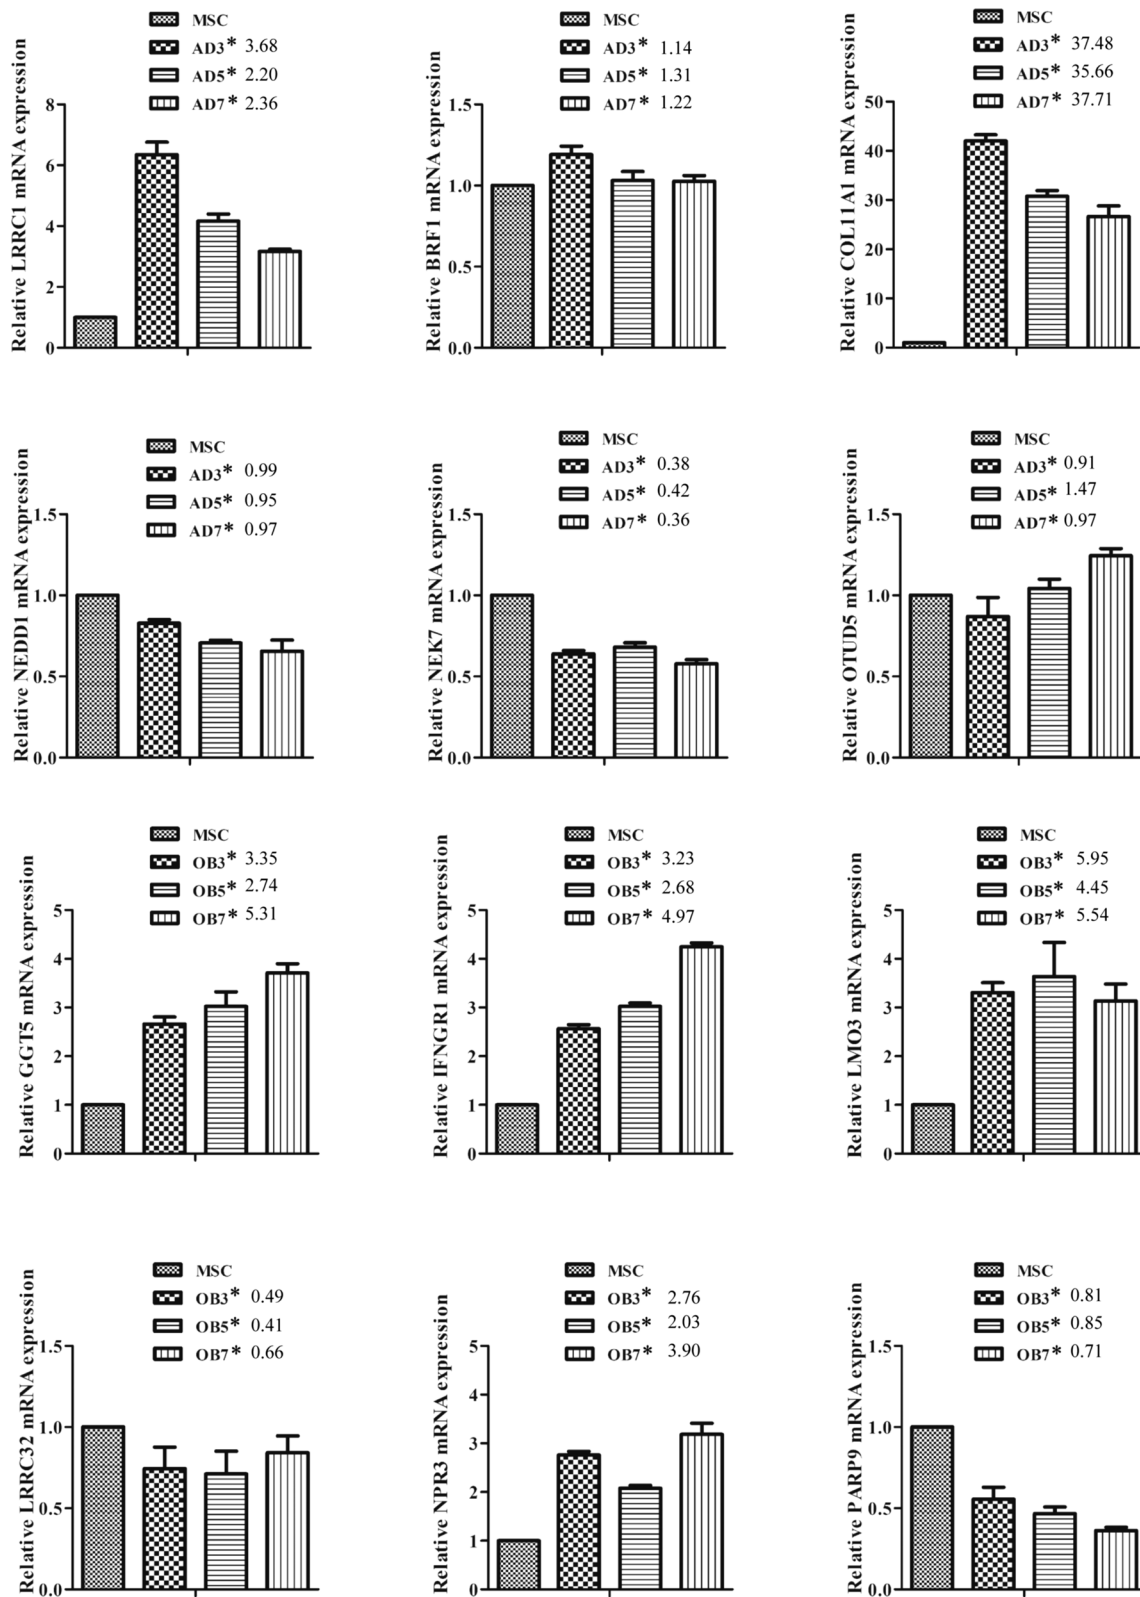 MSC
AD3* 3.68
AD5* 2.20
AD7* 2.36
Relative LRRC1 mRNA expression
8
6
4
2
0
MSC
AD3* 1.14
AD5* 1.31
AD7* 1.22
Relative BRF1 mRNA expression
1.5
1.0
0.5
0.0
MSC
AD3* 37.48
AD5* 35.66
AD7* 37.71
Relative COL11A1 mRNA expression
50
40
30
20
10
0
MSC
AD3* 0.99
AD5* 0.95
AD7* 0.97
Relative NEDD1 mRNA expression
1.5
1.0
0.5
0.0
MSC
AD3* 0.38
AD5* 0.42
AD7* 0.36
Relative NEK7 mRNA expression
1.5
1.0
0.5
0.0
MSC
AD3* 0.91
AD5* 1.47
AD7* 0.97
Relative OTUD5 mRNA expression
1.5
1.0
0.5
0.0
MSC
OB3* 3.35
OB5* 2.74
OB7* 5.31
Relative GGT5 mRNA expression
5
4
3
2
1
0
MSC
OB3* 3.23
OB5* 2.68
OB7* 4.97
Relative IFNGR1 mRNA expression
5
4
3
2
1
0
MSC
OB3* 5.95
OB5* 4.45
OB7* 5.54
Relative LMO3 mRNA expression
5
4
3
2
1
0
MSC
OB3* 0.49
OB5* 0.41
OB7* 0.66
Relative LRRC32 mRNA expression
1.5
1.0
0.5
0.0
MSC
OB3* 2.76
OB5* 2.03
OB7* 3.90
Relative NPR3 mRNA expression
5
4
3
2
1
0
MSC
OB3* 0.81
OB5* 0.85
OB7* 0.71
Relative PARP9 mRNA expression
1.5
1.0
0.5
0.0